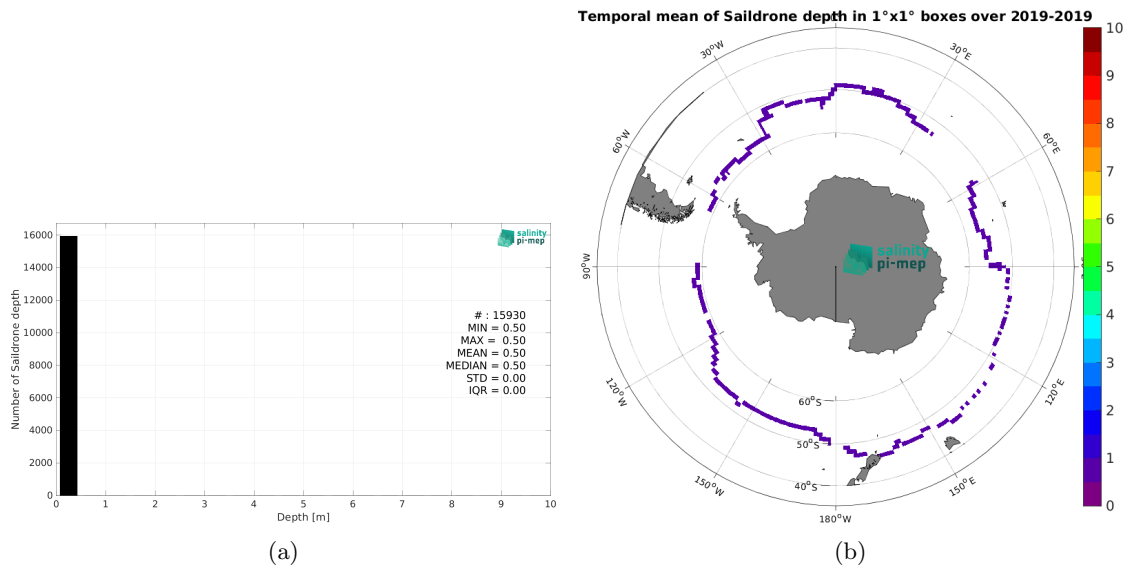 Temporal mean of Saildrone depth in 1°x1° boxes over 2019-2019
Number of Saildrone depth
16000
14000
12000
10000
8000
6000
4000
2000
0
0 1 2 3 4 5 6 7 8 9 10
Depth [m]
salinity
pi-mep
# : 15930
MIN = 0.50
MAX = 0.50
MEAN = 0.50
MEDIAN = 0.50
STD = 0.00
IQR = 0.00
(a)
30°W
30°E
60°W
60°E
90°W
120°W
120°E
150°W
150°E
180°W
60°S
50°S
40°S
salinity
pi-mep
10
9
8
7
6
5
4
3
2
1
0
(b)